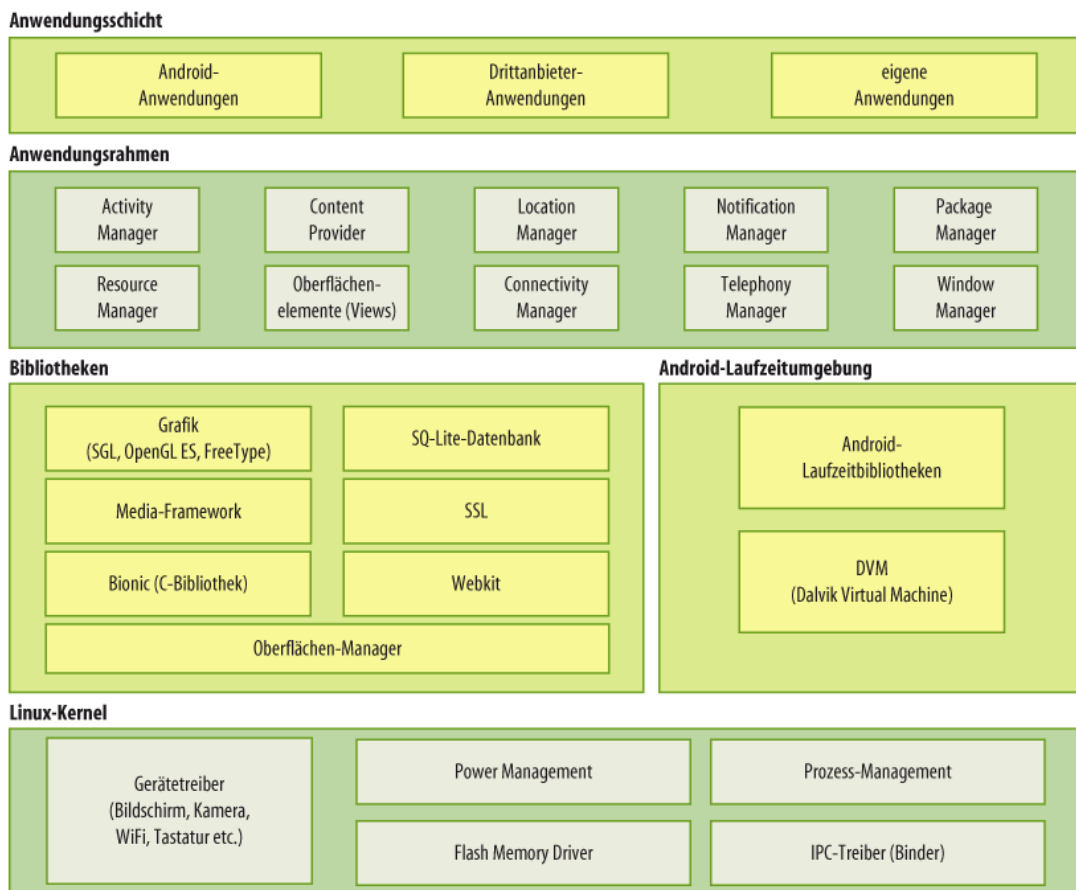 Anwendungsschicht
Android-
Anwendungen
Drittanbieter-
Anwendungen
eigene
Anwendungen
Anwendungsrahmen
Activity
Manager
Content
Provider
Location
Manager
Notification
Manager
Package
Manager
Resource
Manager
Oberflächen-
elemente (Views)
Connectivity
Manager
Telephony
Manager
Window
Manager
Bibliotheken
Grafik
(SGL, OpenGL ES, FreeType)
SQ-Lite-Datenbank
Media-Framework
SSL
Bionic (C-Bibliothek)
Webkit
Oberflächen-Manager
Android-Laufzeitumgebung
Android-
Laufzeitbibliotheken
DVM
(Dalvik Virtual Machine)
Linux-Kernel
Gerätetreiber
(Bildschirm, Kamera,
WiFi, Tastatur etc.)
Power Management
Prozess-Management
Flash Memory Driver
IPC-Treiber (Binder)